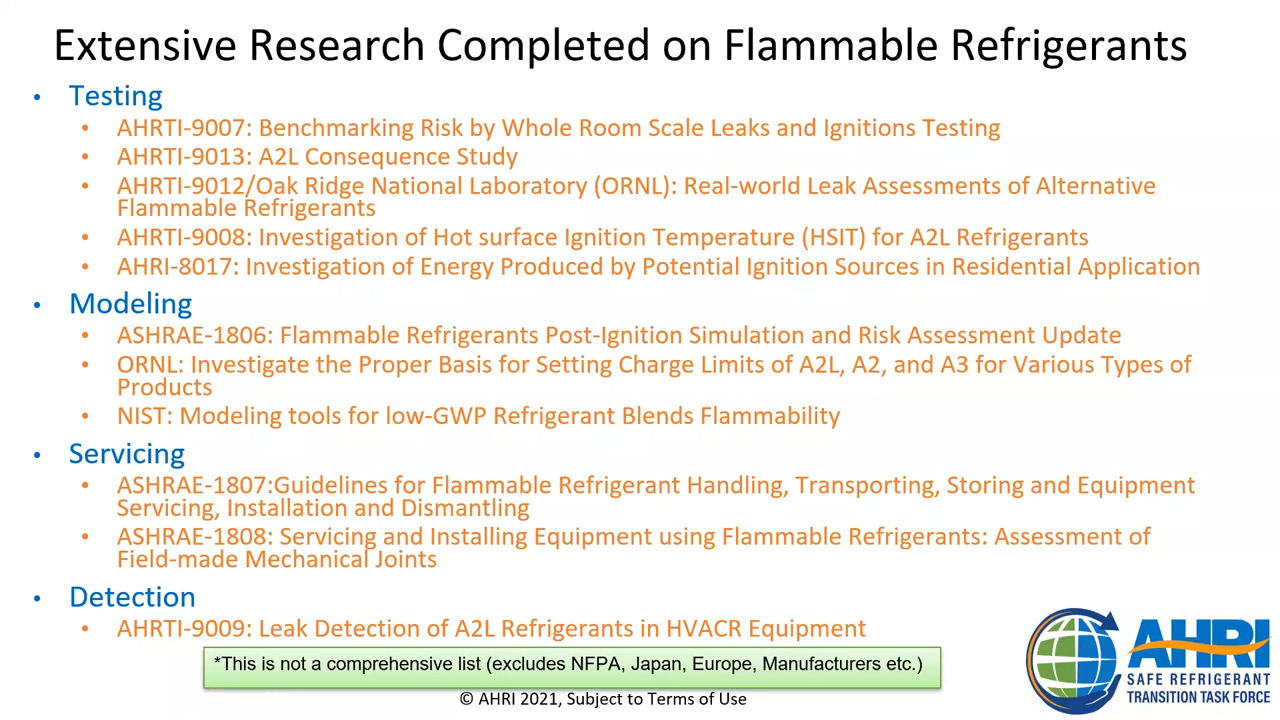 Extensive Research Completed on Flammable Refrigerants
• Testing
• AHRTI-9007: Benchmarking Risk by Whole Room Scale Leaks and Ignitions Testing
• AHRTI-9013: A2L Consequence Study
• AHRTI-9012/Oak Ridge National Laboratory (ORNL): Real-world Leak Assessments of Alternative
Flammable Refrigerants
• AHRTI-9008: Investigation of Hot surface Ignition Temperature (HSIT) for A2L Refrigerants
• AHRI-8017: Investigation of Energy Produced by Potential Ignition Sources in Residential Application
• Modeling
• ASHRAE-1806: Flammable Refrigerants Post-Ignition Simulation and Risk Assessment Update
• ORNL: Investigate the Proper Basis for Setting Charge Limits of A2L, A2, and A3 for Various Types of
Products
• NIST: Modeling tools for low-GWP Refrigerant Blends Flammability
• Servicing
• ASHRAE-1807:Guidelines for Flammable Refrigerant Handling, Transporting, Storing and Equipment
Servicing, Installation and Dismantling
• ASHRAE-1808: Servicing and Installing Equipment using Flammable Refrigerants: Assessment of
Field-made Mechanical Joints
• Detection
• AHRTI-9009: Leak Detection of A2L Refrigerants in HVACR Equipment
*This is not a comprehensive list (excludes NFPA, Japan, Europe, Manufacturers etc.)
© AHRI 2021, Subject to Terms of Use
AHRI
SAFE REFRIGERANT
TRANSITION TASK FORCE